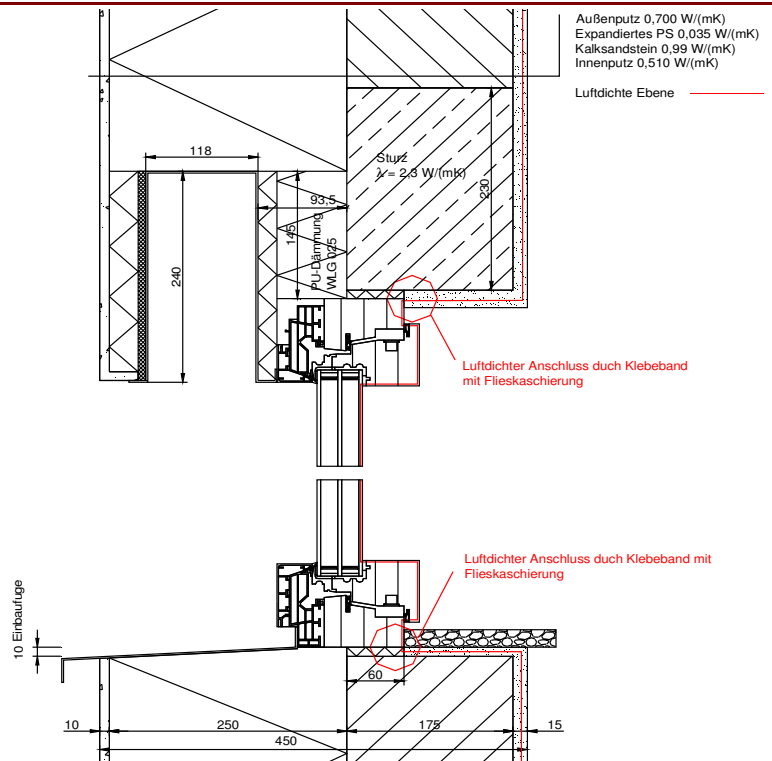 Außenputz 0,700 W/(mK)
Expandiertes PS 0,035 W/(mK)
Kalksandstein 0,99 W/(mK)
Innenputz 0,510 W/(mK)
Luftdichte Ebene
118
Sturz
λ = 2,3 W/(mK)
93,5
145
PU-Dämmung
WLG 025
230
240
Luftdichter Anschluss duch Klebeband
mit Flieskaschierung
Luftdichter Anschluss duch Klebeband mit
Flieskaschierung
10 Einbaufuge
60
10
250
175
15
450